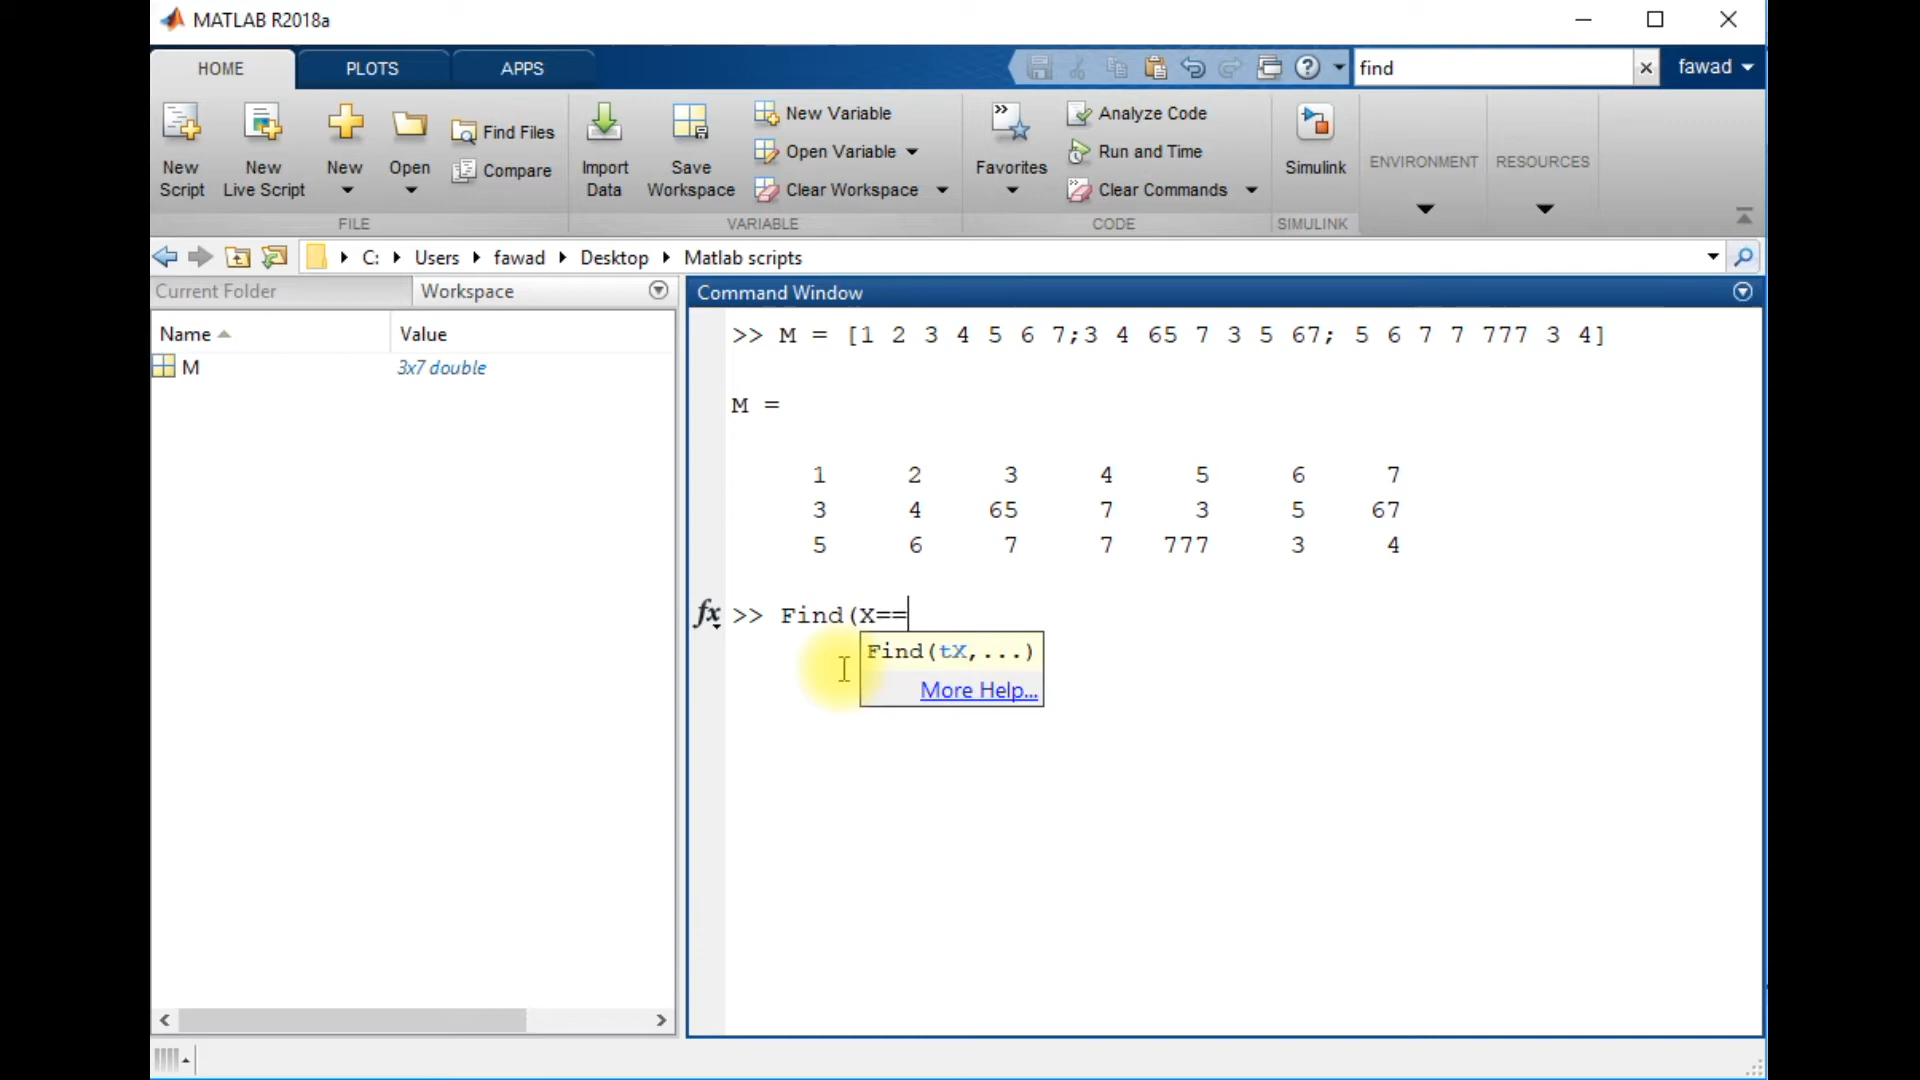 MATLAB R2018a
HOME PLOTS APPS find fawad
New Script New Live Script New Open Find Files Compare
Import Data Save Workspace New Variable Open Variable Clear Workspace
Favorites Analyze Code Run and Time Clear Commands
Simulink ENVIRONMENT RESOURCES
FILE VARIABLE CODE SIMULINK
C: Users fawad Desktop Matlab scripts
Current Folder Workspace Command Window
Name Value
M 3x7 double
>> M = [1 2 3 4 5 6 7;3 4 65 7 3 5 67; 5 6 7 7 777 3 4]
M =
1 2 3 4 5 6 7
3 4 65 7 3 5 67
5 6 7 7 777 3 4
fx >> Find(X==
Find(tX,...)
More Help...